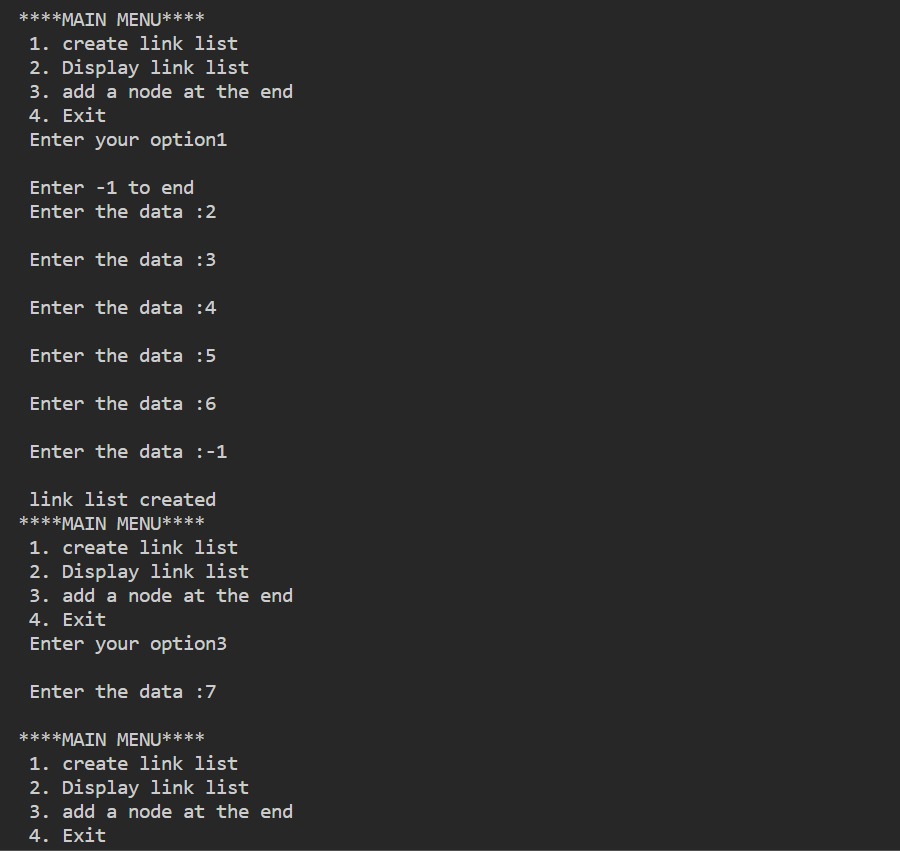 ****MAIN MENU****
1. create link list
2. Display link list
3. add a node at the end
4. Exit
Enter your option1
Enter -1 to end
Enter the data :2
Enter the data :3
Enter the data :4
Enter the data :5
Enter the data :6
Enter the data :-1
link list created
****MAIN MENU****
1. create link list
2. Display link list
3. add a node at the end
4. Exit
Enter your option3
Enter the data :7
****MAIN MENU****
1. create link list
2. Display link list
3. add a node at the end
4. Exit